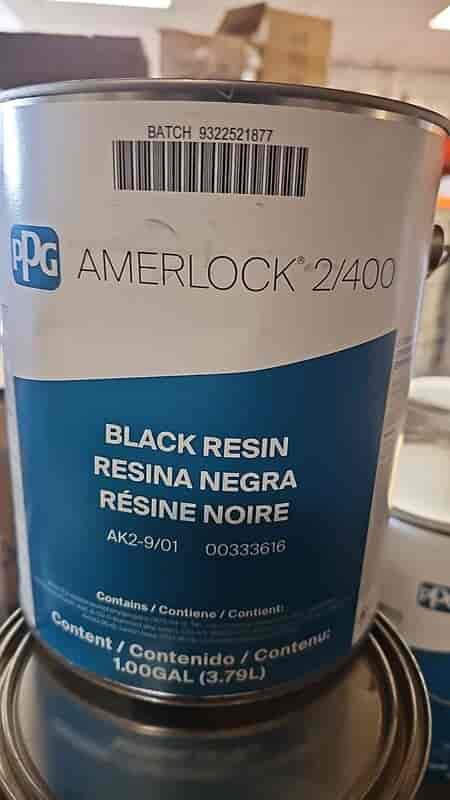 BATCH 9322521877
PPG AMERLOCK® 2/400
BLACK RESIN
RESINA NEGRA
RÉSINE NOIRE
AK2-9/01 00333616
Contains / Contiene / Contient:
Content / Contenido / Contenu:
1.00GAL (3.79L)
PPG